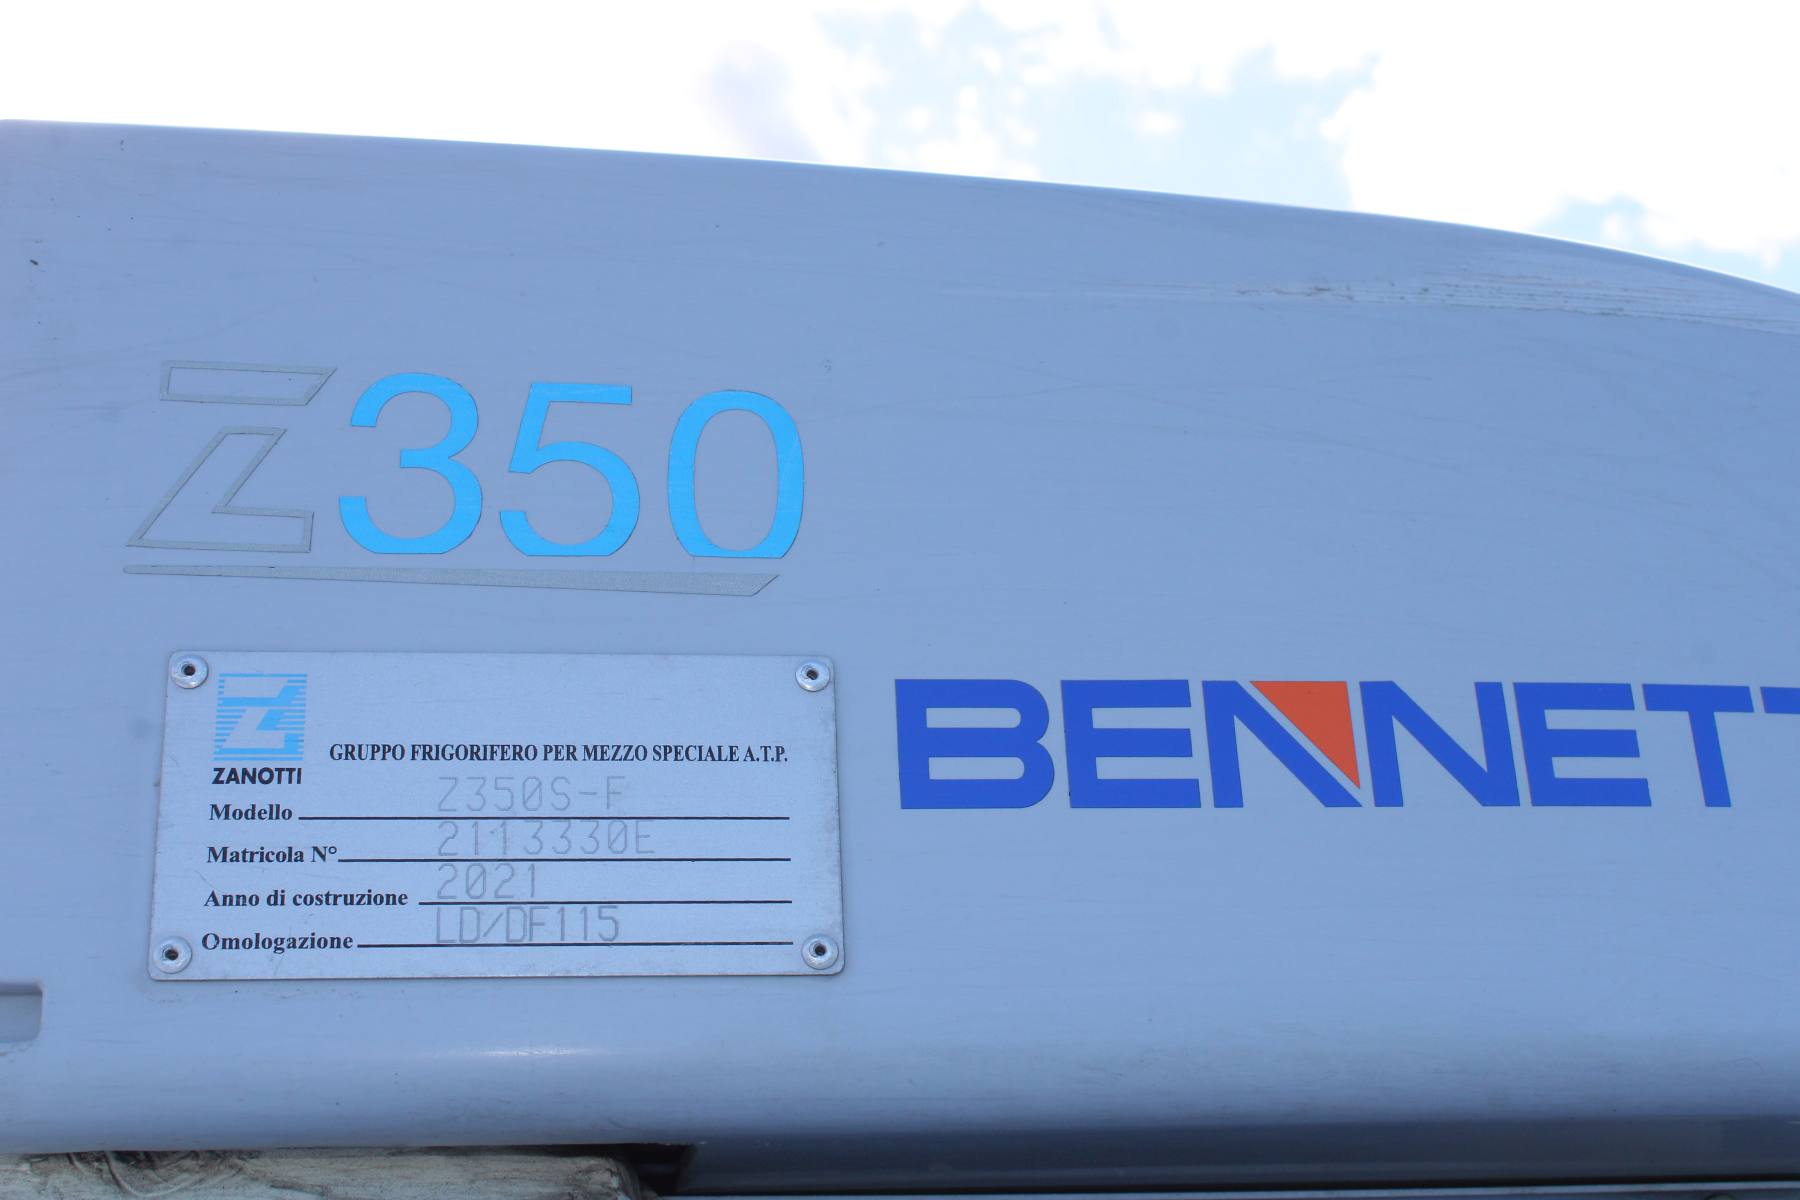 Z350
ZANOTTI
GRUPPO FRIGORIFERO PER MEZZO SPECIALE A.T.P.
Modello Z350S-F
Matricola N° 2113330E
Anno di costruzione 2021
Omologazione LD/DF115
BENNETT